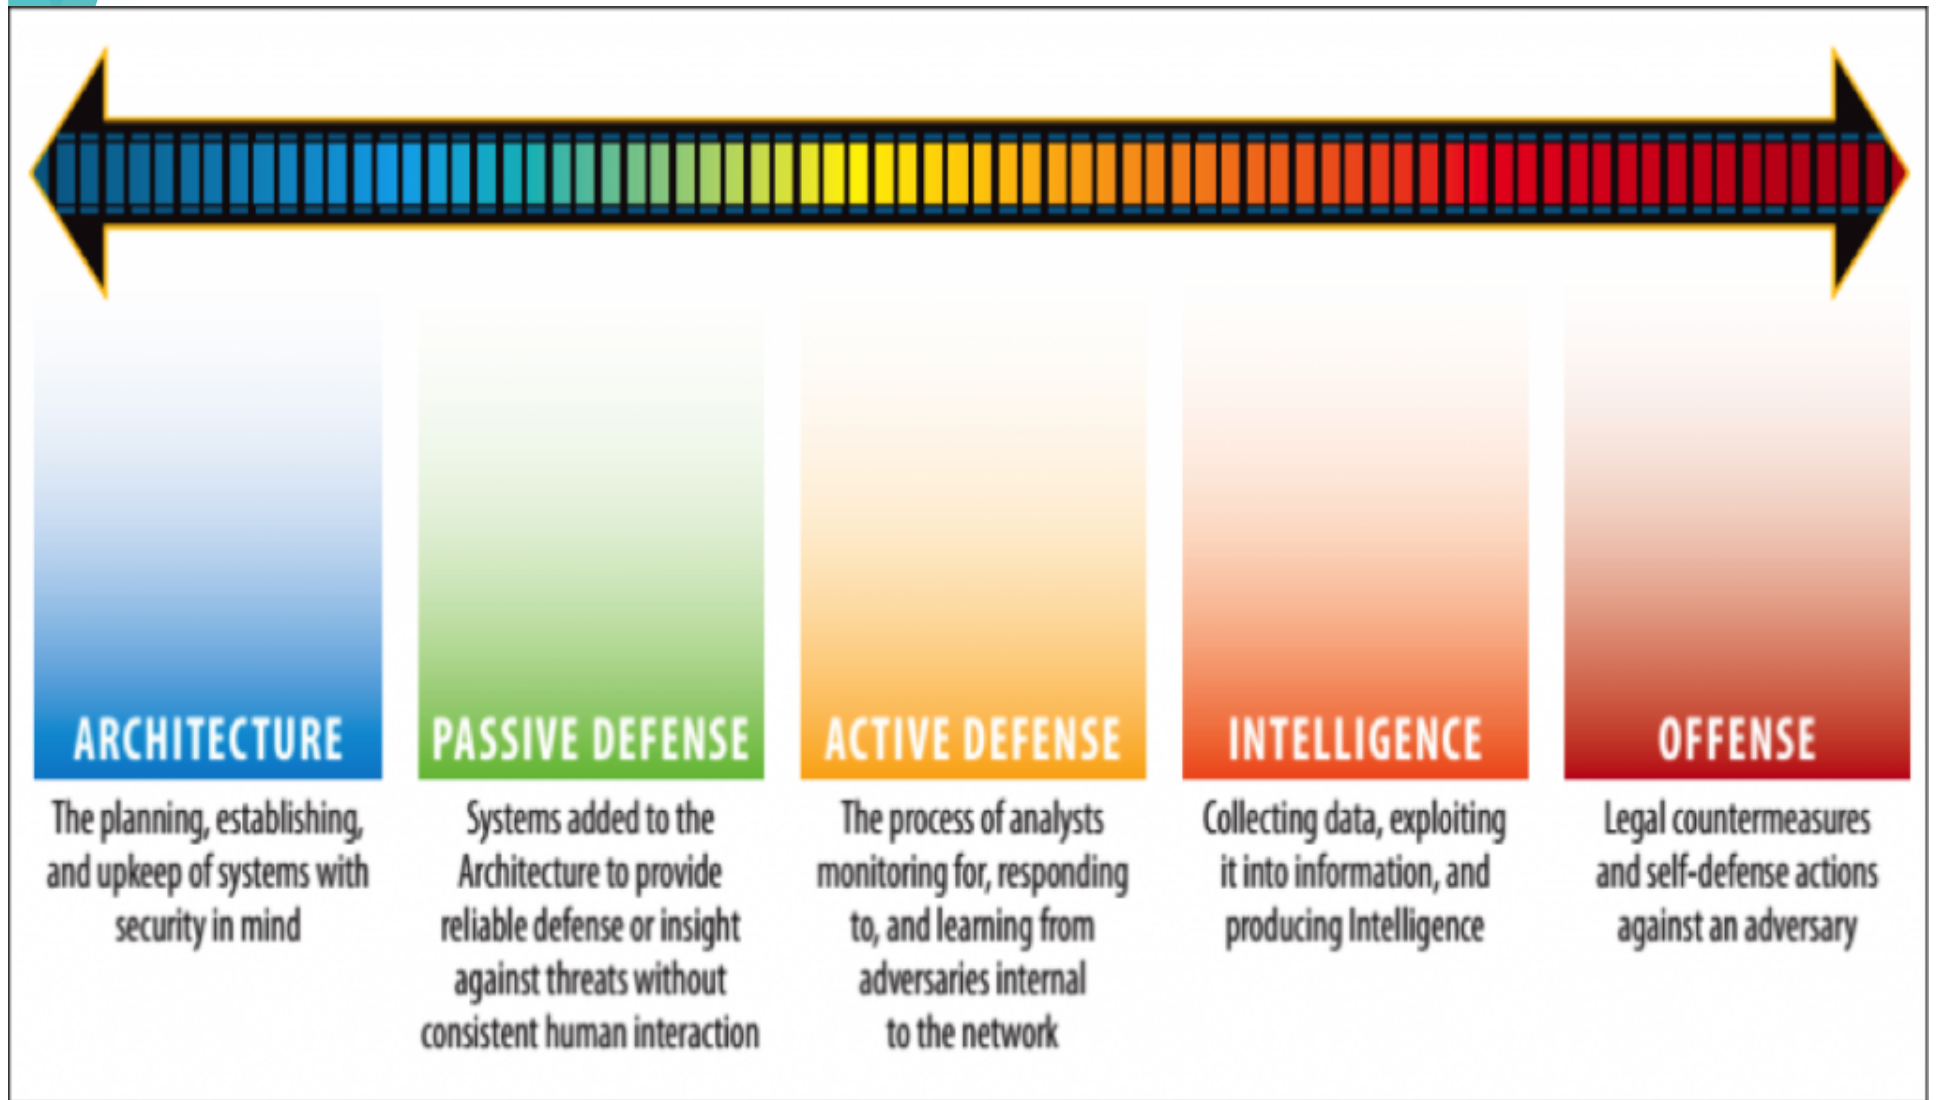 ARCHITECTURE
The planning, establishing,
and upkeep of systems with
security in mind
PASSIVE DEFENSE
Systems added to the
Architecture to provide
reliable defense or insight
against threats without
consistent human interaction
ACTIVE DEFENSE
The process of analysts
monitoring for, responding
to, and learning from
adversaries internal
to the network
INTELLIGENCE
Collecting data, exploiting
it into information, and
producing Intelligence
OFFENSE
Legal countermeasures
and self-defense actions
against an adversary